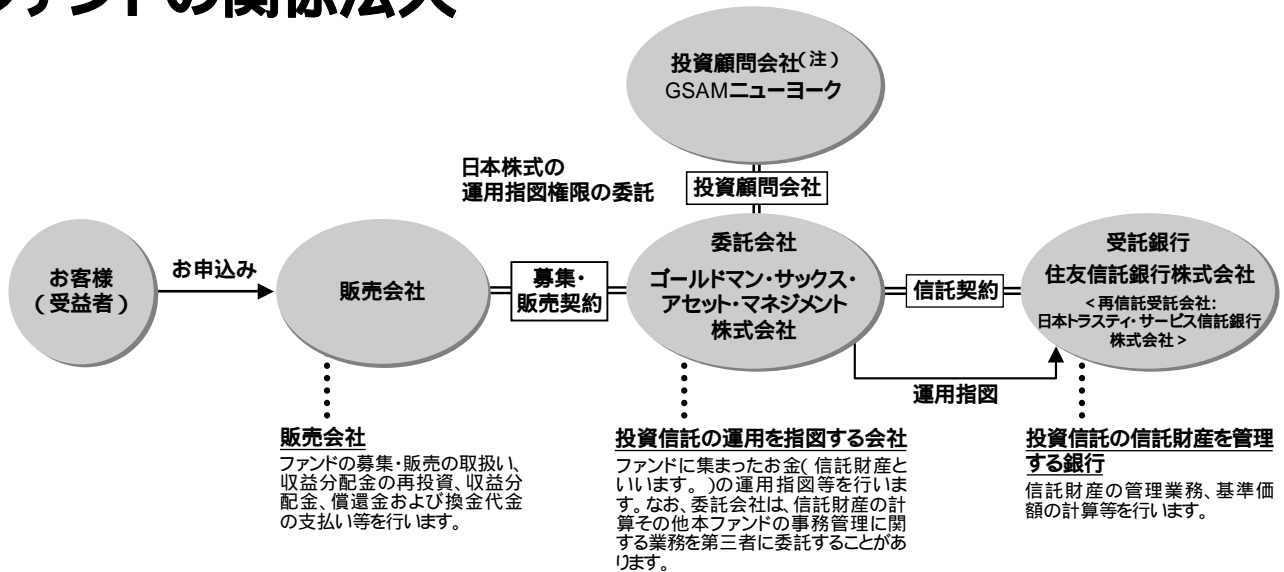 ファンドの関係法人
投資顧問会社(注)
GSAMニューヨーク
日本株式の
運用指図権限の委託
投資顧問会社
お客様
(受益者)
お申込み
販売会社
募集・
販売契約
委託会社
ゴールドマン・サックス・
アセット・マネジメント
株式会社
信託契約
受託銀行
住友信託銀行株式会社
<再信託受託会社:
日本トラスティ・サービス信託銀行
株式会社>
運用指図
販売会社
ファンドの募集・販売の取扱い、
収益分配金の再投資、収益分
配金、償還金および換金代金
の支払い等を行います。
投資信託の運用を指図する会社
ファンドに集まったお金(信託財産と
いいます。)の運用指図等を行いま
す。なお、委託会社は、信託財産の計
算その他本ファンドの事務管理に関
する業務を第三者に委託することがあ
ります。
投資信託の信託財産を管理
する銀行
信託財産の管理業務、基準価
額の計算等を行います。